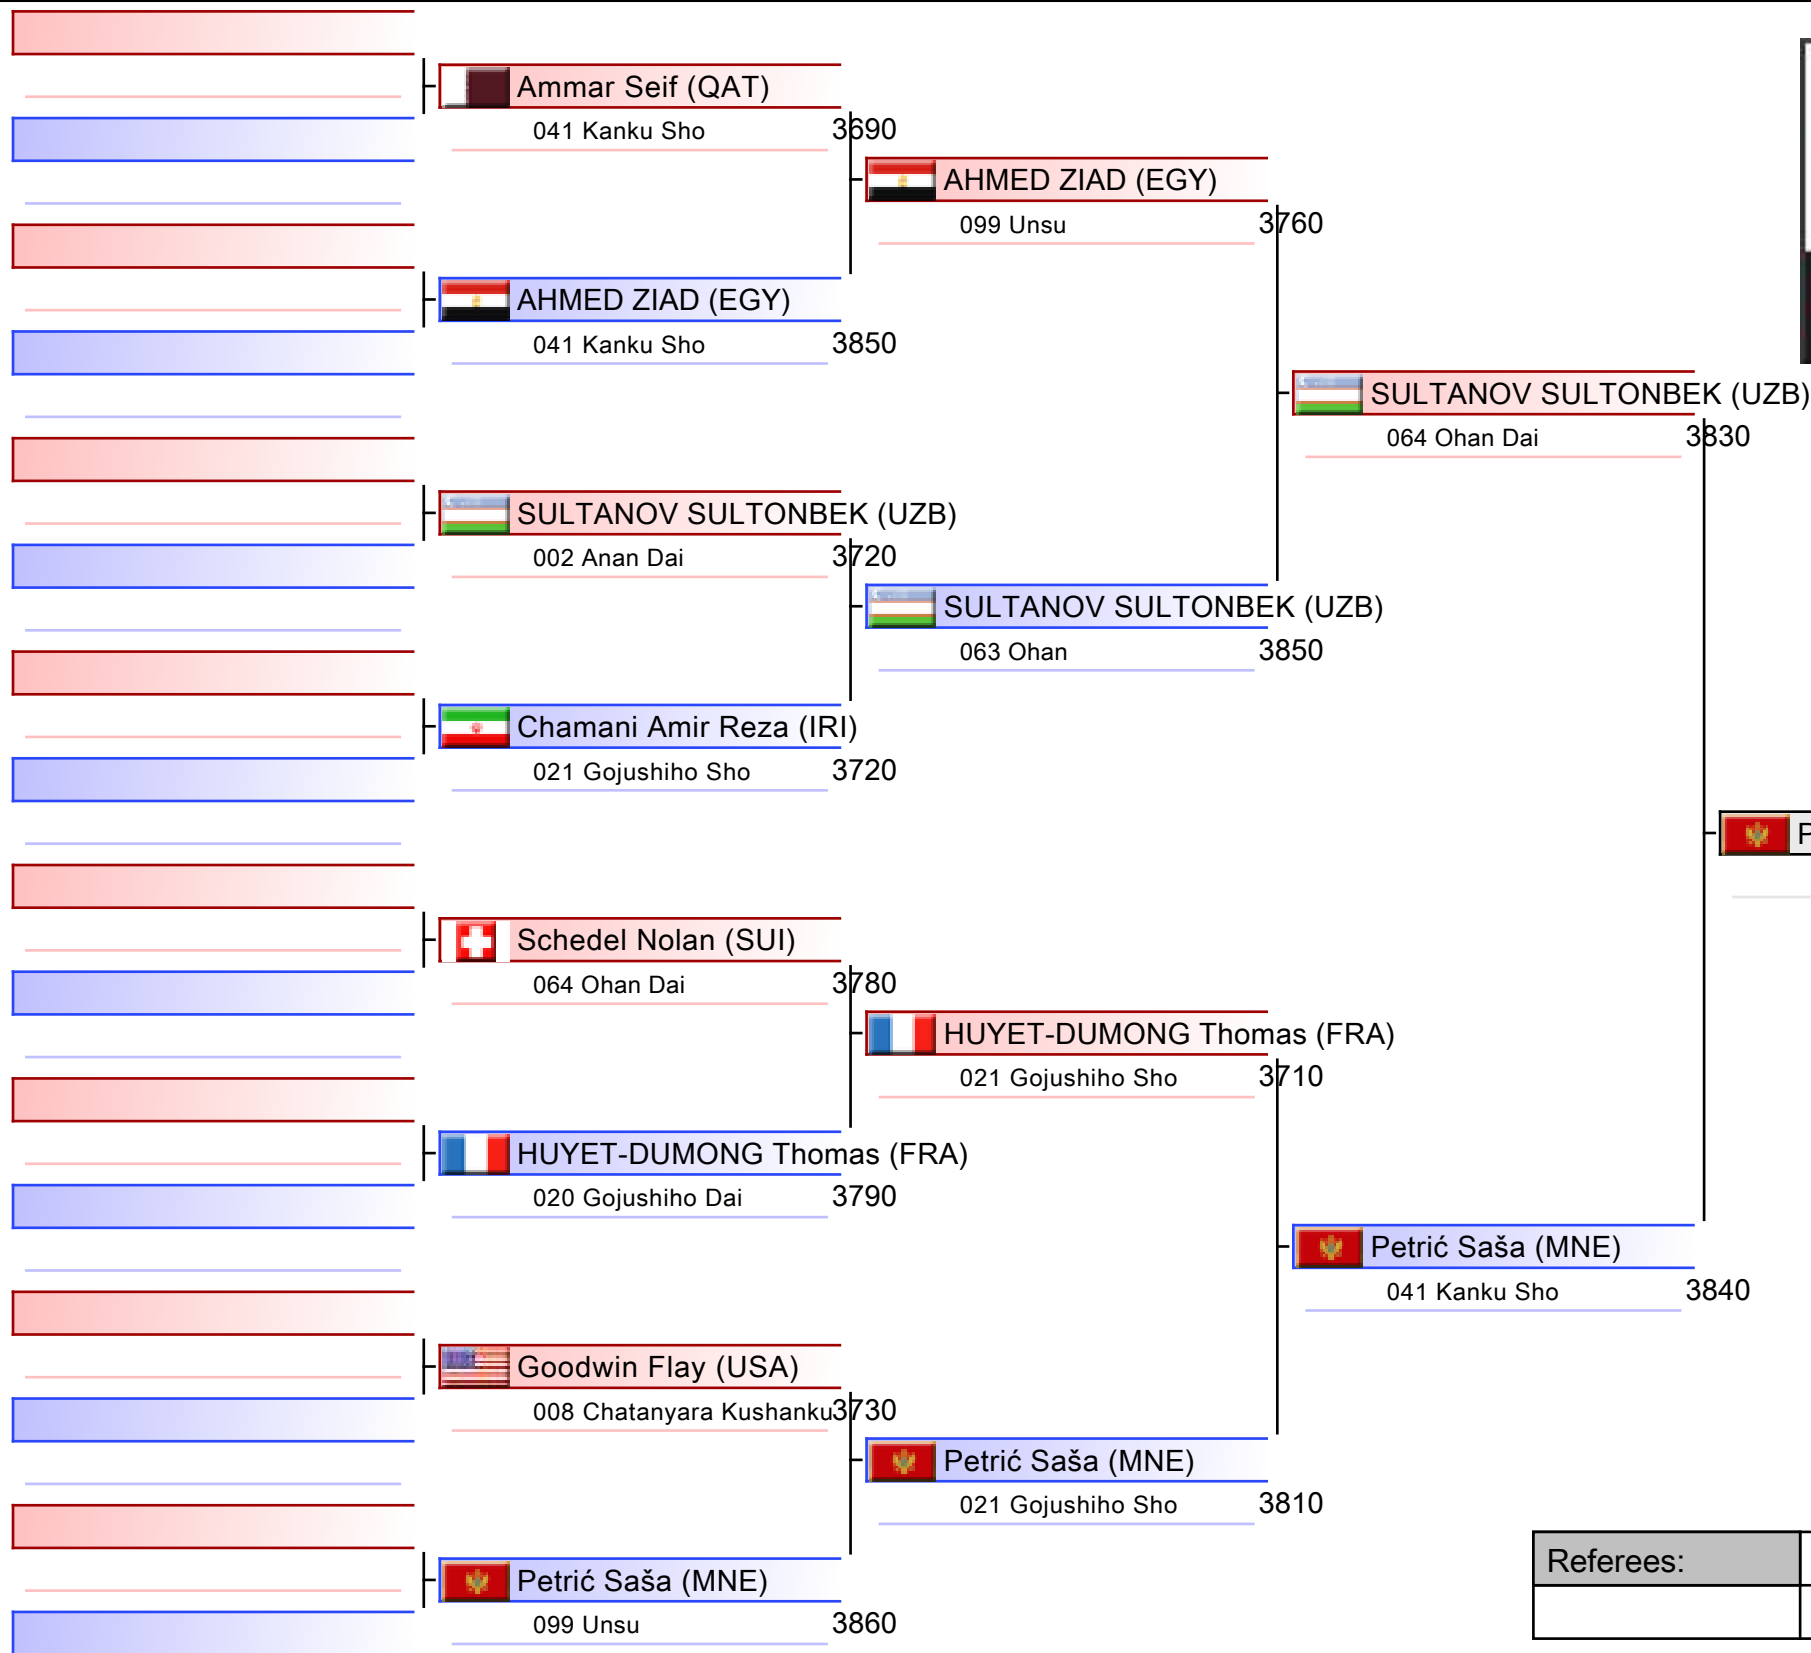 Ammar Seif (QAT)
041 Kanku Sho 3690
AHMED ZIAD (EGY)
099 Unsu 3760
AHMED ZIAD (EGY)
041 Kanku Sho 3850
SULTANOV SULTONBEK (UZB)
064 Ohan Dai 3830
SULTANOV SULTONBEK (UZB)
002 Anan Dai 3720
SULTANOV SULTONBEK (UZB)
063 Ohan 3850
Chamani Amir Reza (IRI)
021 Gojushiho Sho 3720
P
Schedel Nolan (SUI)
064 Ohan Dai 3780
HUYET-DUMONG Thomas (FRA)
021 Gojushiho Sho 3710
HUYET-DUMONG Thomas (FRA)
020 Gojushiho Dai 3790
Petrić Saša (MNE)
041 Kanku Sho 3840
Goodwin Flay (USA)
008 Chatanyara Kushanku 3730
Petrić Saša (MNE)
021 Gojushiho Sho 3810
Petrić Saša (MNE)
099 Unsu 3860
Referees: